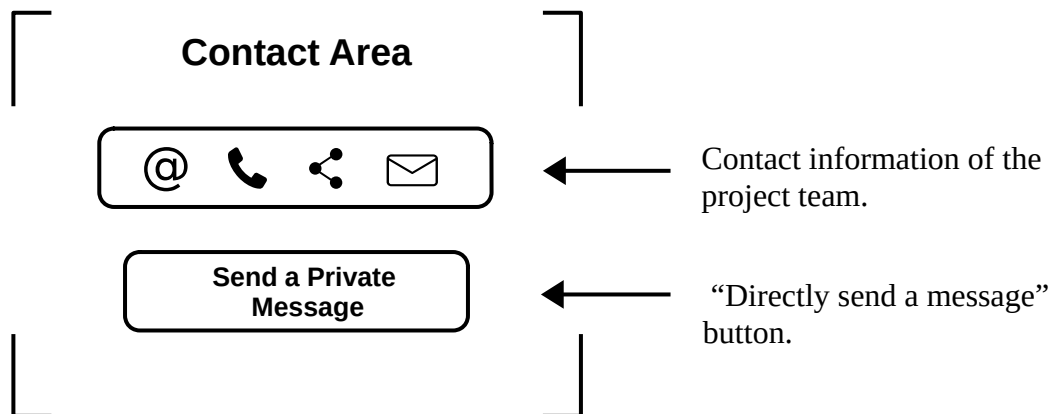 Contact Area
@
Contact information of the
project team.
Send a Private
Message
“Directly send a message”
button.